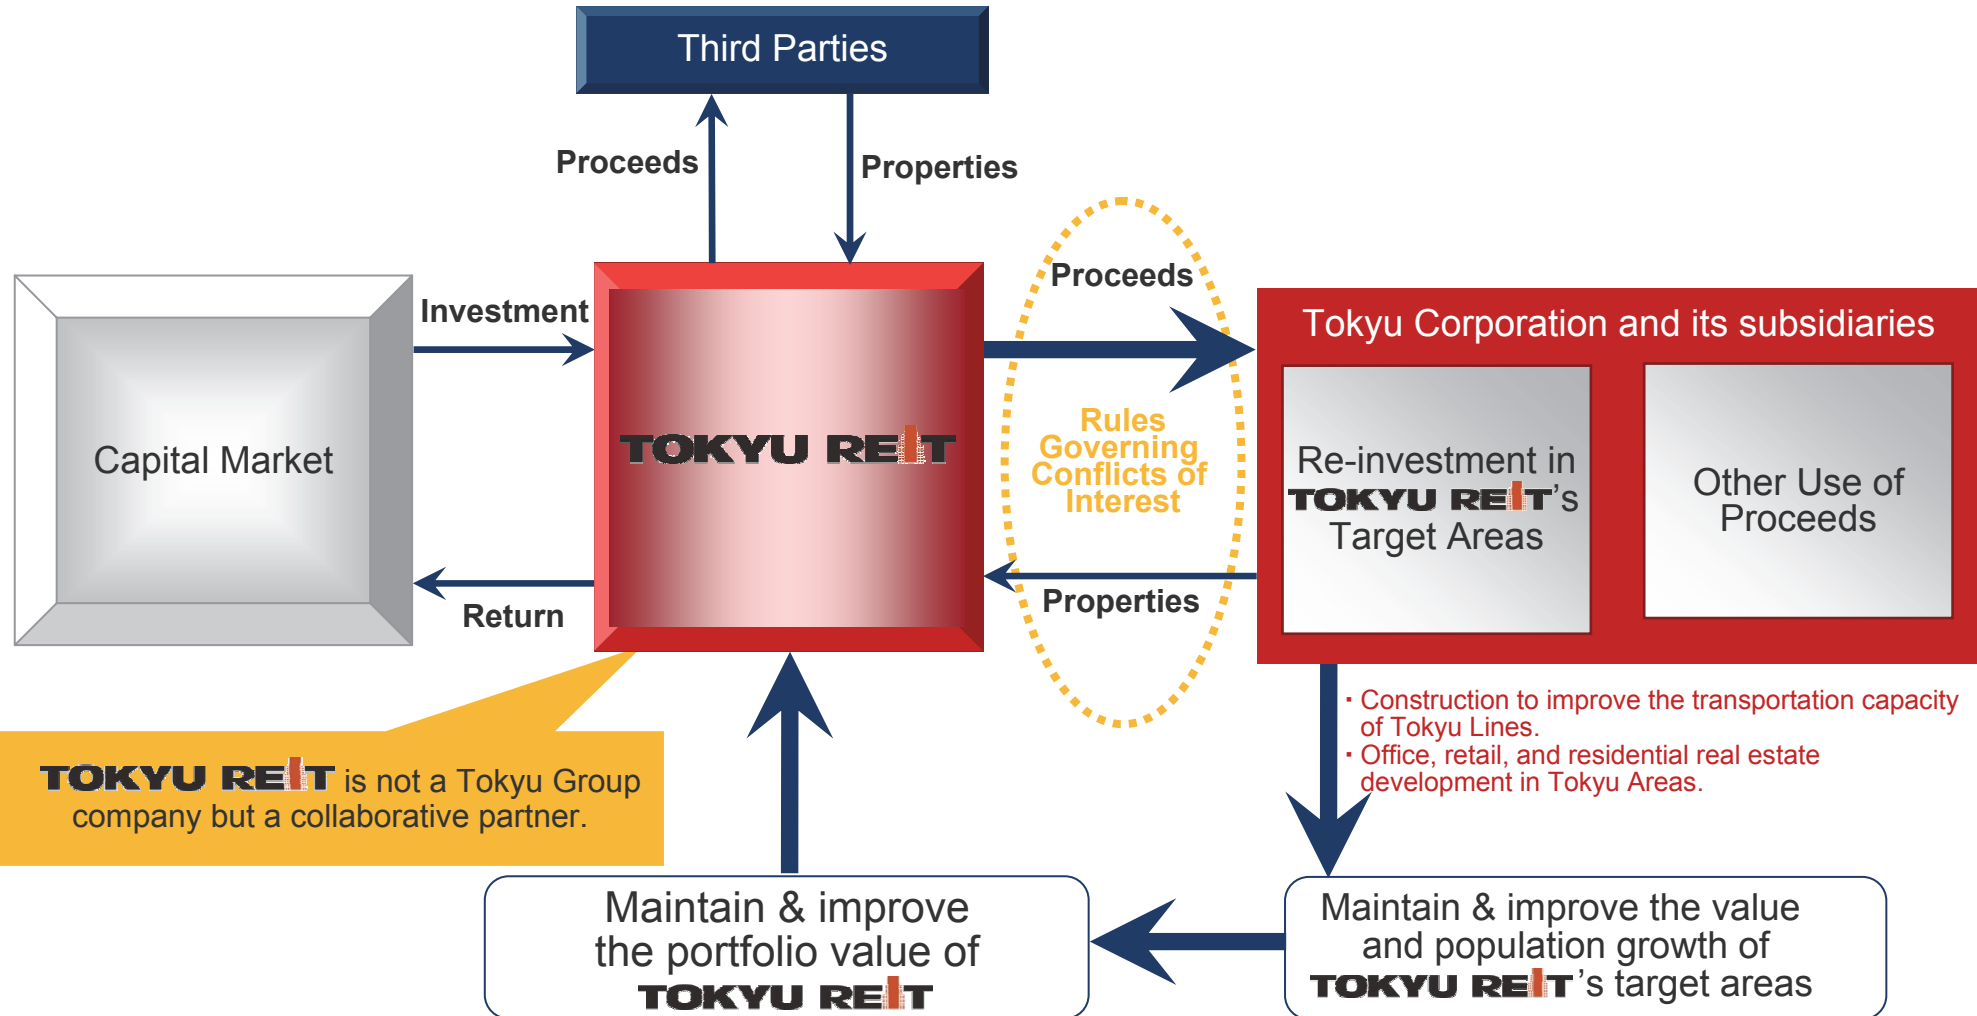 Third Parties
Proceeds
Properties
Investment
Proceeds
Tokyu Corporation and its subsidiaries
Capital Market
TOKYU REIT
Rules
Governing
Conflicts of
Interest
Re-investment in
TOKYU REIT's
Target Areas
Other Use of
Proceeds
Return
Properties
・Construction to improve the transportation capacity
of Tokyu Lines.
・Office, retail, and residential real estate
development in Tokyu Areas.
TOKYU REIT is not a Tokyu Group
company but a collaborative partner.
Maintain & improve
the portfolio value of
TOKYU REIT
Maintain & improve the value
and population growth of
TOKYU REIT's target areas